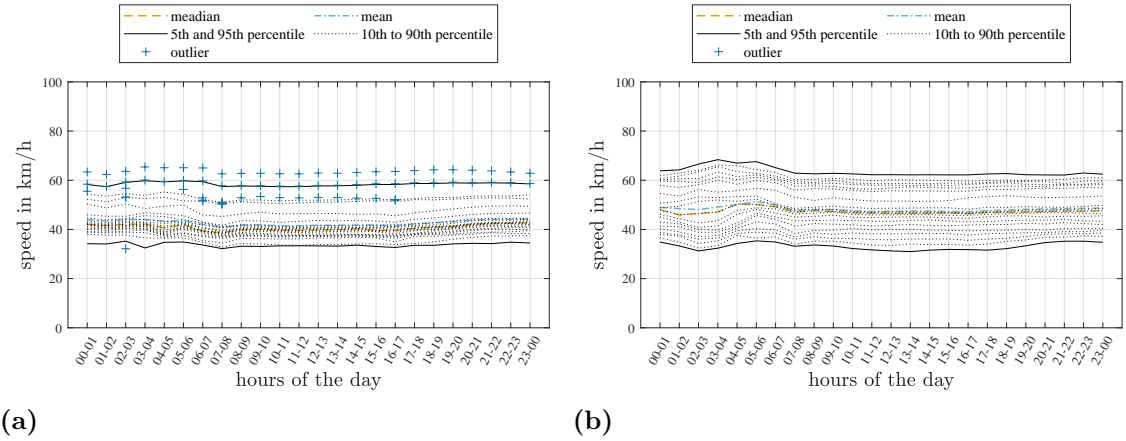 meadian mean
5th and 95th percentile 10th to 90th percentile
outlier
100
80
60
40
20
0
speed in km/h
00-01 01-02 02-03 03-04 04-05 05-06 06-07 07-08 08-09 09-10 10-11 11-12 12-13 13-14 14-15 15-16 16-17 17-18 18-19 19-20 20-21 21-22 22-23 23-00
hours of the day
(a)
meadian mean
5th and 95th percentile 10th to 90th percentile
outlier
100
80
60
40
20
0
speed in km/h
00-01 01-02 02-03 03-04 04-05 05-06 06-07 07-08 08-09 09-10 10-11 11-12 12-13 13-14 14-15 15-16 16-17 17-18 18-19 19-20 20-21 21-22 22-23 23-00
hours of the day
(b)